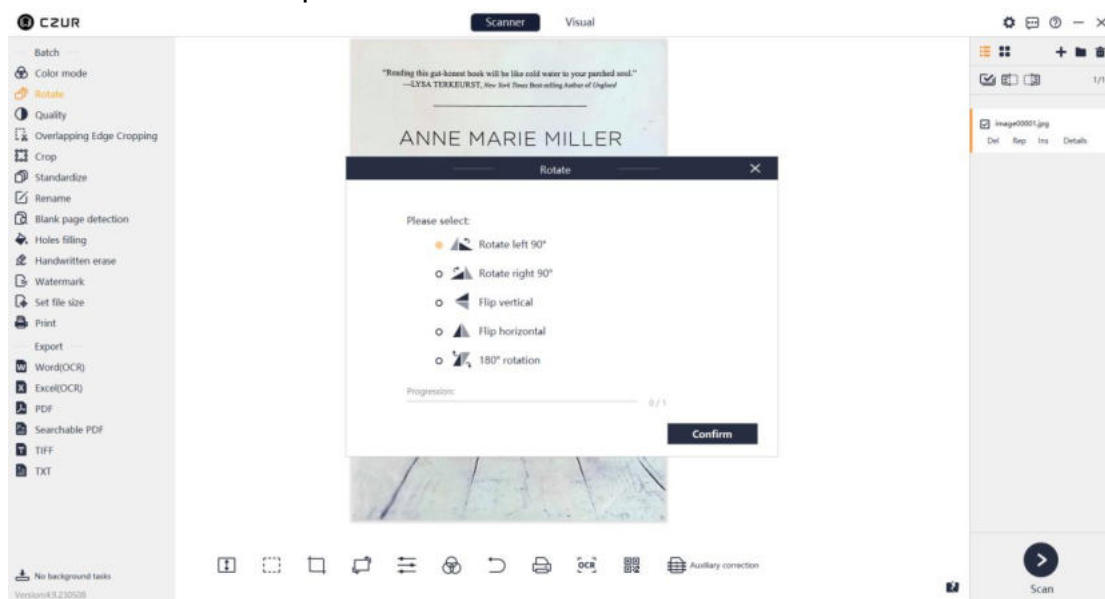 CZUR
Scanner
Visual
Batch
Color mode
Rotate
Quality
Overlapping Edge Cropping
Crop
Standardize
Rename
Blank page detection
Holes filling
Handwritten erase
Watermark
Set file size
Print
Export
Word(OCR)
Excel(OCR)
PDF
Searchable PDF
TIFF
TXT
No background tasks
Version:4.9.230508
"Reading this gut-honest book will be like cold water to your parched soul."
—LYSA TERKEURST, New York Times Best-selling Author of Unglued
ANNE MARIE MILLER
Rotate
Please select:
Rotate left 90°
Rotate right 90°
Flip vertical
Flip horizontal
180° rotation
Progression:
0 / 1
Confirm
OCR
Auxiliary correction
1/1
image00001.jpg
Del Rep Ins Details
Scan